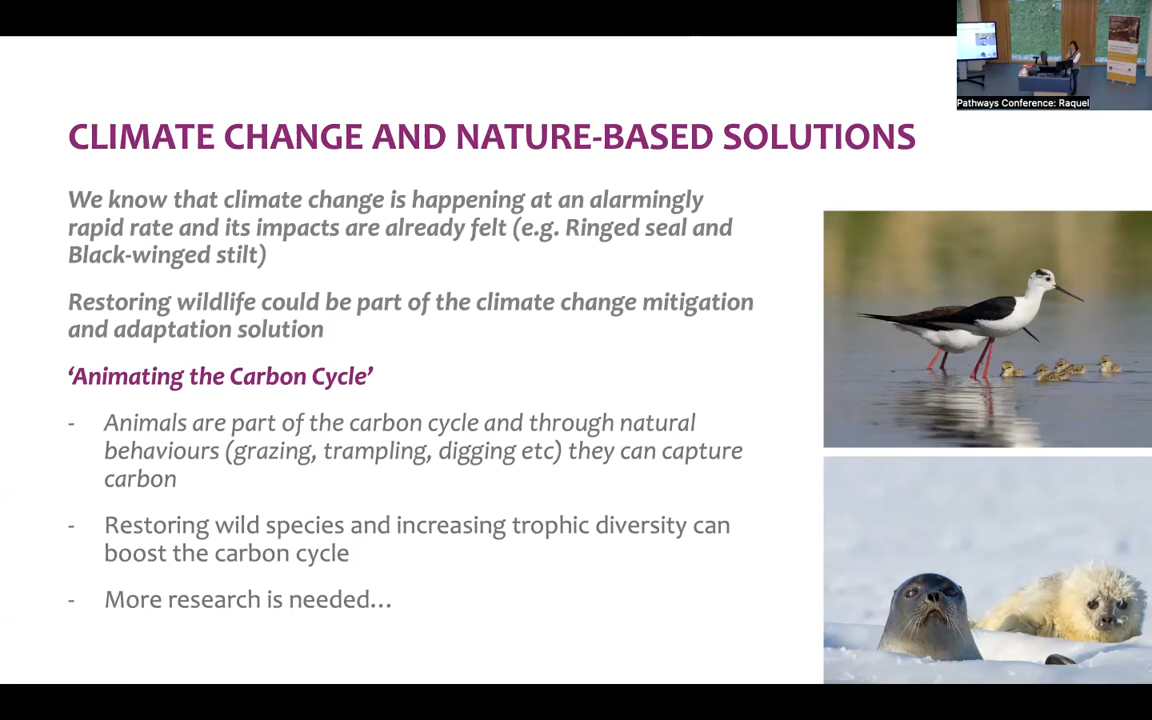 Pathways Conference: Raquel
CLIMATE CHANGE AND NATURE-BASED SOLUTIONS
We know that climate change is happening at an alarmingly
rapid rate and its impacts are already felt (e.g. Ringed seal and
Black-winged stilt)
Restoring wildlife could be part of the climate change mitigation
and adaptation solution
‘Animating the Carbon Cycle’
- Animals are part of the carbon cycle and through natural
behaviours (grazing, trampling, digging etc) they can capture
carbon
- Restoring wild species and increasing trophic diversity can
boost the carbon cycle
- More research is needed…